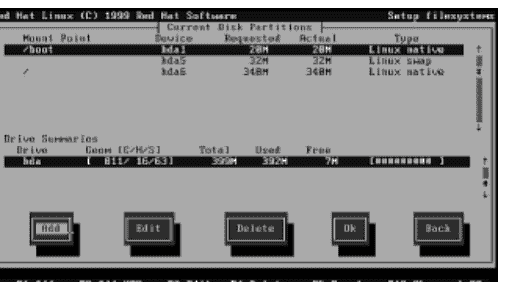 ed Hat Linux (C) 1999 Red Hat Software Setup filesystems
Current Disk Partitions
Mount Point Device Requested Actual Type
/boot hda1 20M 20M Linux native
hda5 32M 32M Linux swap
/ hda6 340M 340M Linux native
Drive Summaries
Drive Geom [C/H/S] Total Used Free
hda [ 811/ 16/63] 399M 392M 7M [######### ]
Add Edit Delete Ok Back